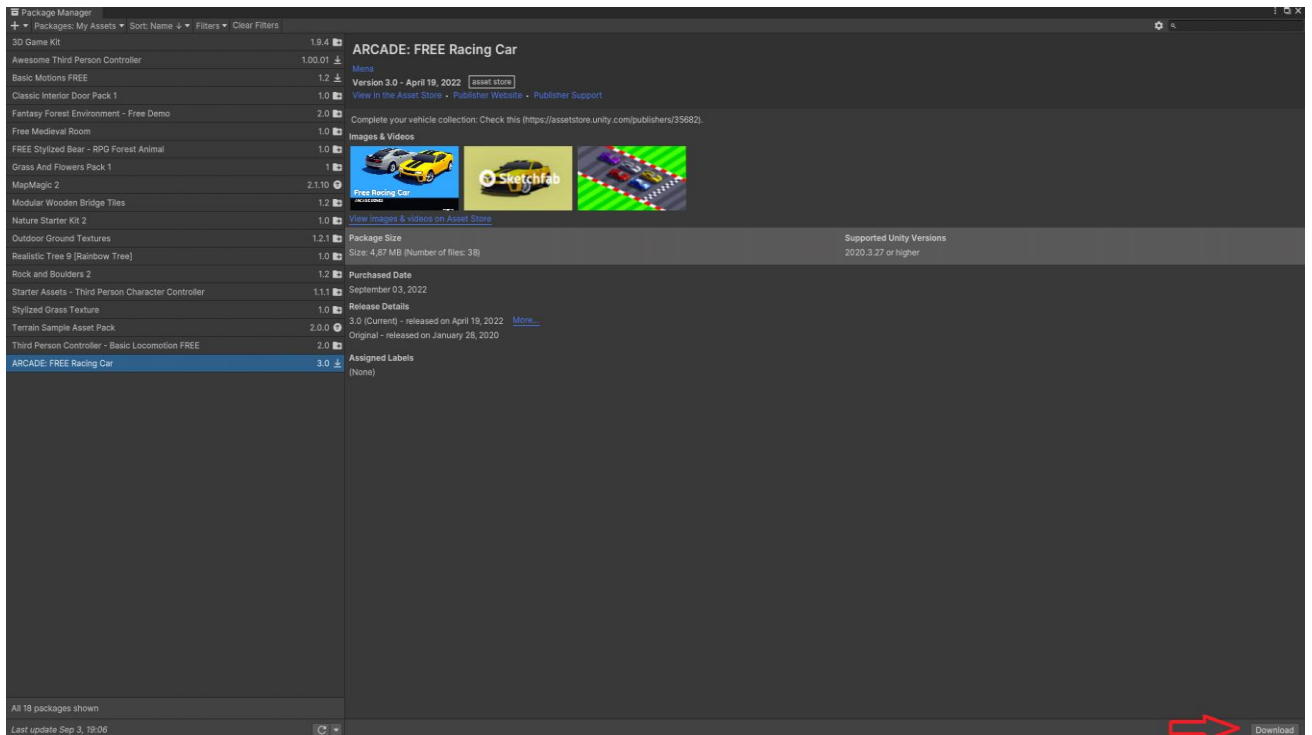 Package Manager
Packages: My Assets Sort: Name ↓ Filters Clear Filters
3D Game Kit 1.9.4
Awesome Third Person Controller 1.00.01
Basic Motions FREE 1.2
Classic Interior Door Pack 1 1.0
Fantasy Forest Environment - Free Demo 2.0
Free Medieval Room 1.0
FREE Stylized Bear - RPG Forest Animal 1.0
Grass And Flowers Pack 1 1
MapMagic 2 2.1.10
Modular Wooden Bridge Tiles 1.2
Nature Starter Kit 2 1.0
Outdoor Ground Textures 1.2.1
Realistic Tree 9 [Rainbow Tree] 1.0
Rock and Boulders 2 1.2
Starter Assets - Third Person Character Controller 1.1.1
Stylized Grass Texture 1.0
Terrain Sample Asset Pack 2.0.0
Third Person Controller - Basic Locomotion FREE 2.0
ARCADE: FREE Racing Car 3.0
All 18 packages shown
Last update Sep 3, 19:06
ARCADE: FREE Racing Car
Mena
Version 3.0 - April 19, 2022 asset store
View in the Asset Store • Publisher Website • Publisher Support
Complete your vehicle collection: Check this (https://assetstore.unity.com/publishers/35682).
Images & Videos
Free Racing Car
Sketchfab
View images & videos on Asset Store
Package Size Supported Unity Versions
Size: 4,87 MB (Number of files: 38) 2020.3.27 or higher
Purchased Date
September 03, 2022
Release Details
3.0 (Current) - released on April 19, 2022 More...
Original - released on January 28, 2020
Assigned Labels
(None)
Download